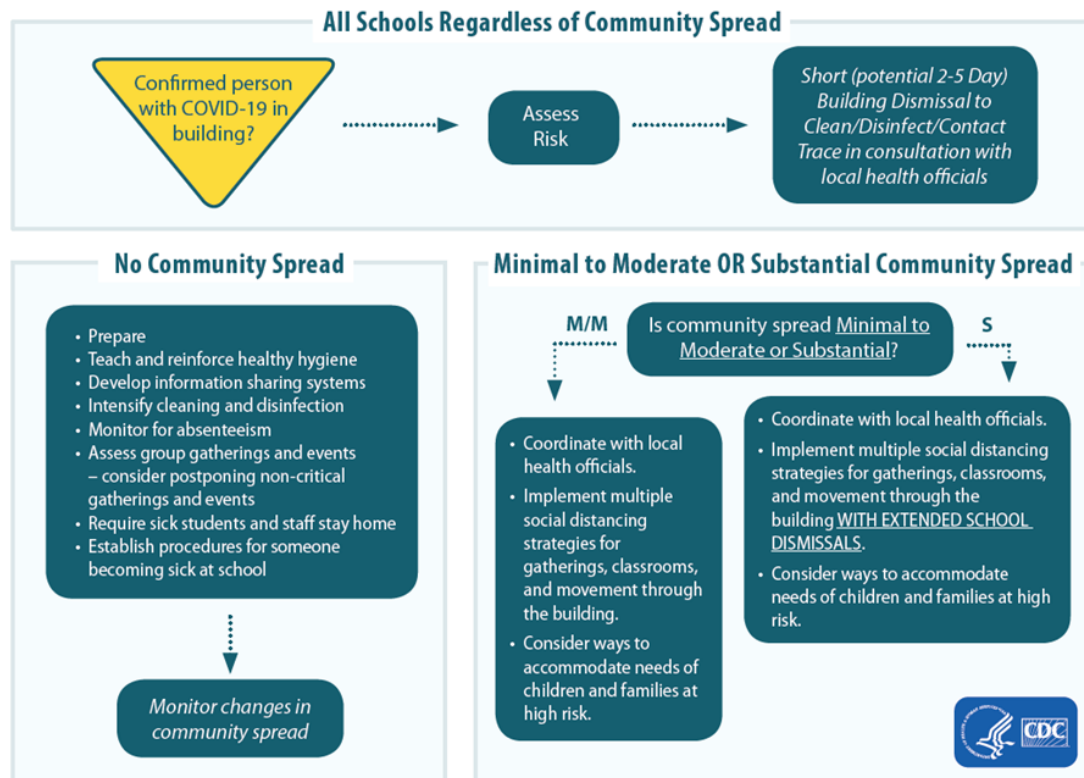 All Schools Regardless of Community Spread
Confirmed person
with COVID-19 in
building?
Assess
Risk
Short (potential 2-5 Day)
Building Dismissal to
Clean/Disinfect/Contact
Trace in consultation with
local health officials
No Community Spread
• Prepare
• Teach and reinforce healthy hygiene
• Develop information sharing systems
• Intensify cleaning and disinfection
• Monitor for absenteeism
• Assess group gatherings and events
– consider postponing non-critical
gatherings and events
• Require sick students and staff stay home
• Establish procedures for someone
becoming sick at school
Monitor changes in
community spread
Minimal to Moderate OR Substantial Community Spread
M/M
Is community spread Minimal to
Moderate or Substantial?
S
• Coordinate with local
health officials.
• Implement multiple
social distancing
strategies for
gatherings, classrooms,
and movement through
the building.
• Consider ways to
accommodate needs of
children and families at
high risk.
• Coordinate with local health officials.
• Implement multiple social distancing
strategies for gatherings, classrooms,
and movement through the
building WITH EXTENDED SCHOOL
DISMISSALS.
• Consider ways to accommodate
needs of children and families at high
risk.
CDC